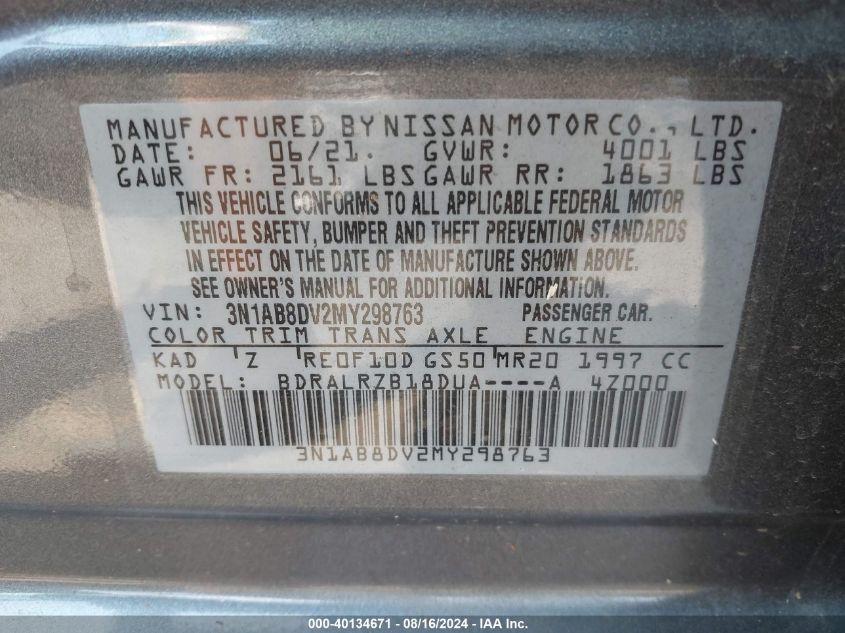 MANUFACTURED BY NISSAN MOTOR CO., LTD.
DATE: 06/21. GVWR: 4001 LBS
GAWR FR: 2161 LBS GAWR RR: 1863 LBS
THIS VEHICLE CONFORMS TO ALL APPLICABLE FEDERAL MOTOR
VEHICLE SAFETY, BUMPER AND THEFT PREVENTION STANDARDS
IN EFFECT ON THE DATE OF MANUFACTURE SHOWN ABOVE.
SEE OWNER'S MANUAL FOR ADDITIONAL INFORMATION.
VIN: 3N1AB8DV2MY298763 PASSENGER CAR.
COLOR TRIM TRANS AXLE ENGINE
KAD Z RE0F10D GS50 MR20 1997 CC
MODEL: BDRALRZB18DUA----A 4Z000
3N1AB8DV2MY298763
000-40134671 - 08/16/2024 - IAAI.com